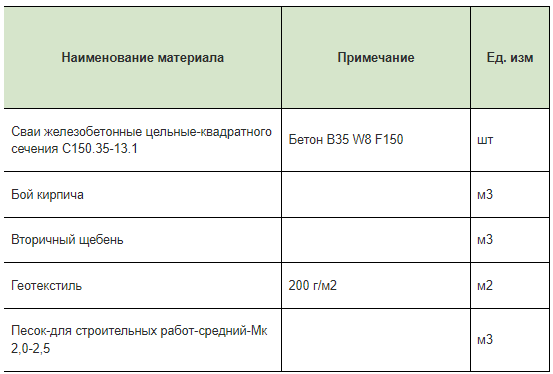 Наименование материала Примечание Ед. изм
Сваи железобетонные цельные-квадратного
сечения С150.35-13.1 Бетон В35 W8 F150 шт
Бой кирпича м3
Вторичный щебень м3
Геотекстиль 200 г/м2 м2
Песок-для строительных работ-средний-Мк
2,0-2,5 м3